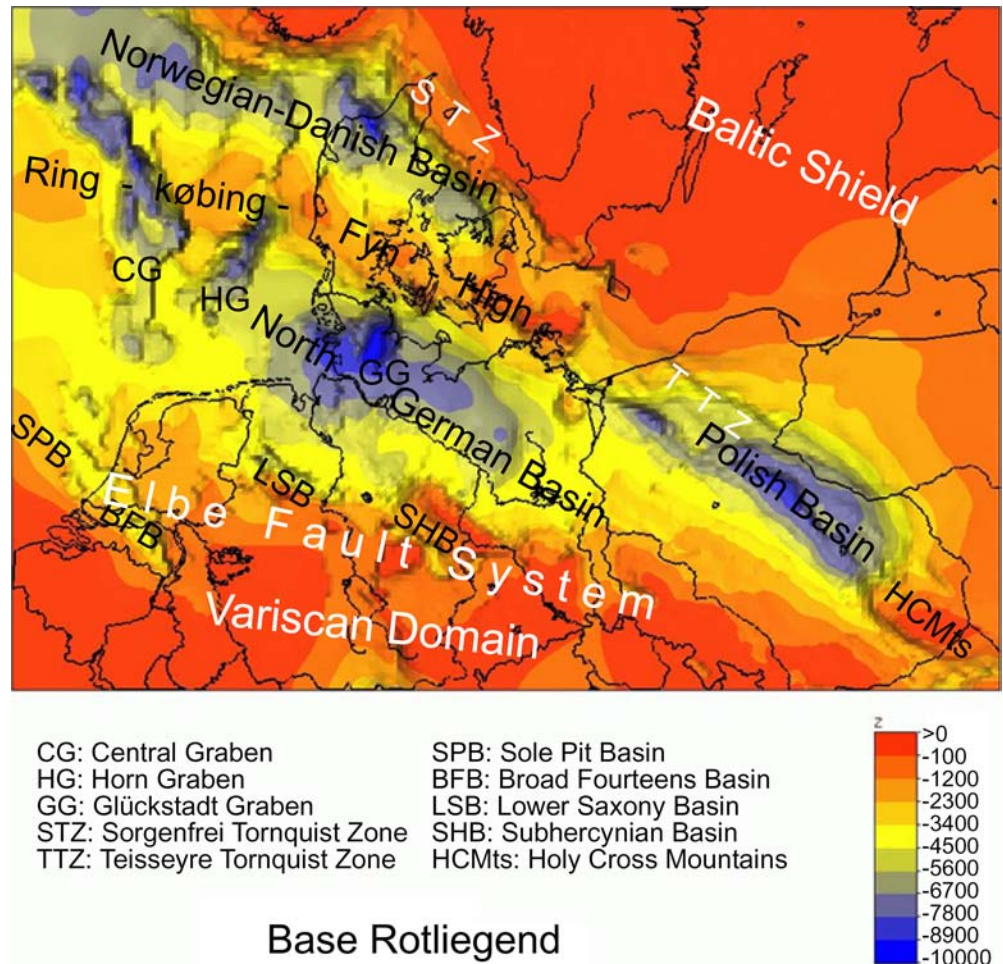 Norwegian-Danish Basin
S T Z
Baltic Shield
Ring - købing - Fyn High
CG
HG
North German Basin
GG
T T Z
Polish Basin
SPB
BFB
LSB
SHB
Elbe Fault System
Variscan Domain
HCMts
CG: Central Graben
HG: Horn Graben
GG: Glückstadt Graben
STZ: Sorgenfrei Tornquist Zone
TTZ: Teisseyre Tornquist Zone
SPB: Sole Pit Basin
BFB: Broad Fourteens Basin
LSB: Lower Saxony Basin
SHB: Subhercynian Basin
HCMts: Holy Cross Mountains
z
>0
-100
-1200
-2300
-3400
-4500
-5600
-6700
-7800
-8900
-10000
Base Rotliegend